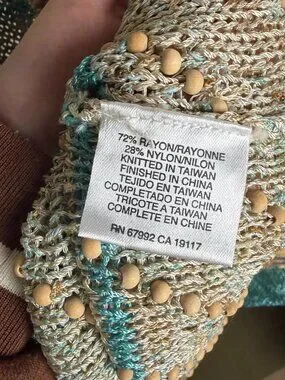 72% RAYON/RAYONNE
28% NYLON/NILON
KNITTED IN TAIWAN
FINISHED IN CHINA
TEJIDO EN TAIWAN
COMPLETADO EN CHINA
TRICOTE A TAIWAN
COMPLETE EN CHINE
RN 67992 CA 19117